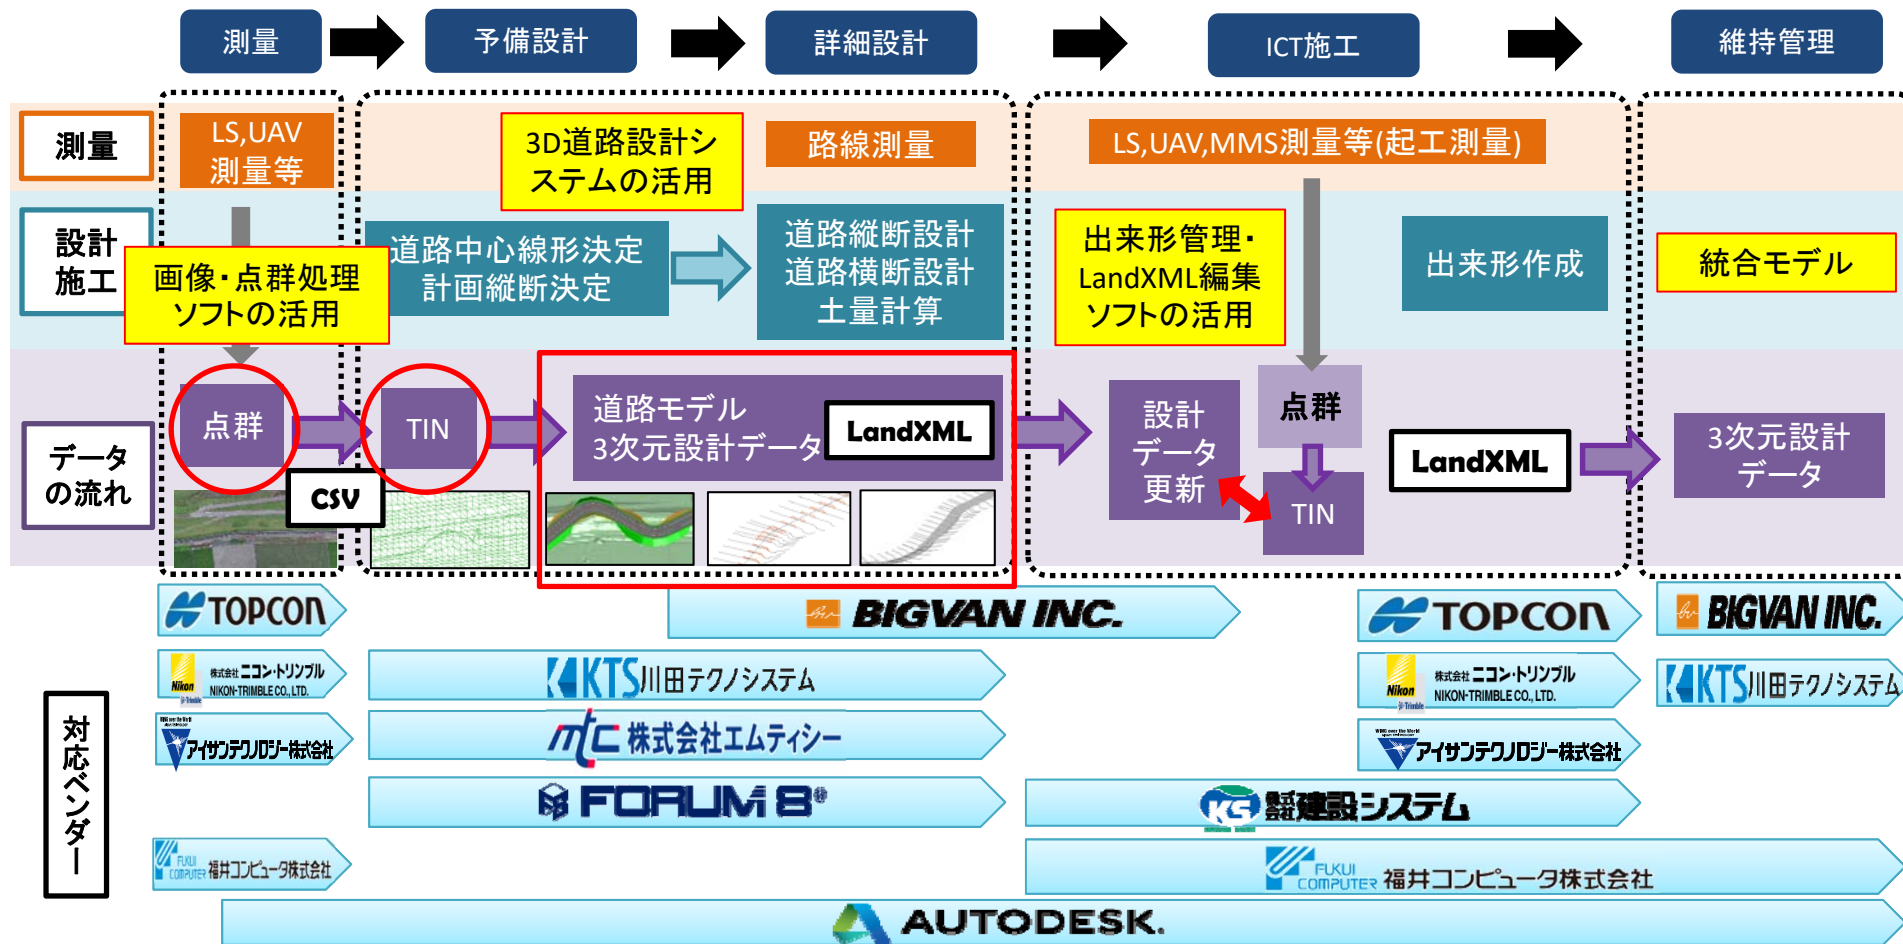 測量
予備設計
詳細設計
ICT施工
維持管理
測量
LS,UAV
測量等
3D道路設計シ
ステムの活用
路線測量
LS,UAV,MMS測量等(起工測量)
設計
施工
画像・点群処理
ソフトの活用
道路中心線形決定
計画縦断決定
道路縦断設計
道路横断設計
土量計算
出来形管理・
LandXML編集
ソフトの活用
出来形作成
統合モデル
データ
の流れ
点群
CSV
TIN
道路モデル
3次元設計データ
LandXML
設計
データ
更新
点群
TIN
LandXML
3次元設計
データ
対応ベンダー
TOPCON
BIGVAN INC.
TOPCON
BIGVAN INC.
Nikon
Trimble
株式会社ニコン・トリンブル
NIKON-TRIMBLE CO., LTD.
KTS川田テクノシステム
Nikon
Trimble
株式会社ニコン・トリンブル
NIKON-TRIMBLE CO., LTD.
KTS川田テクノシステム
アイサンテクノロジー株式会社
mtc 株式会社エムティシー
アイサンテクノロジー株式会社
FORUM 8®
KS 株式会社建設システム
FUKUI
COMPUTER 福井コンピュータ株式会社
FUKUI
COMPUTER 福井コンピュータ株式会社
AUTODESK.